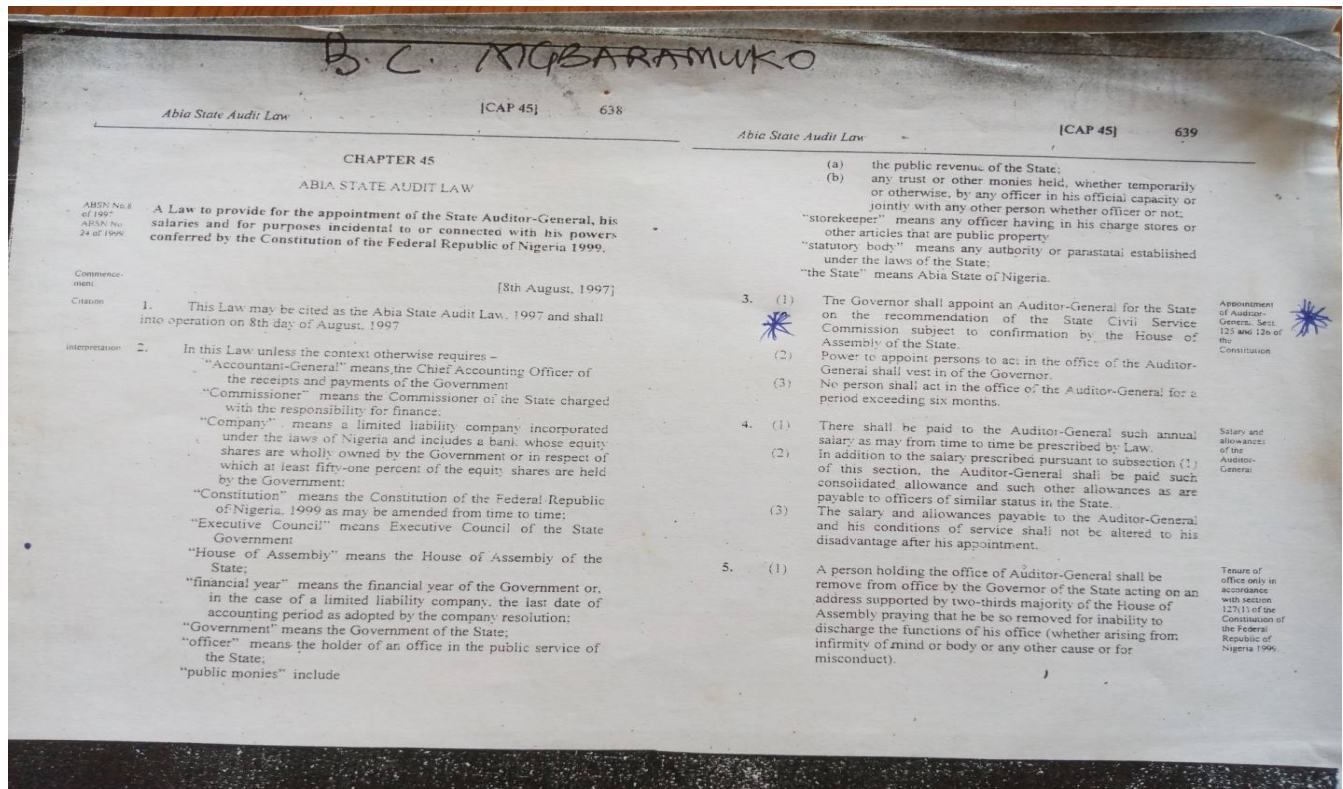 B. C. NGBARAMUKO
Abia State Audit Law [CAP 45] 638
CHAPTER 45
ABIA STATE AUDIT LAW
ABSN No.8
of 1997
ABSN No
24 of 1999
A Law to provide for the appointment of the State Auditor-General, his
salaries and for purposes incidental to or connected with his powers
conferred by the Constitution of the Federal Republic of Nigeria 1999.
Commence-
ment
[8th August, 1997]
Citation
1. This Law may be cited as the Abia State Audit Law, 1997 and shall
into operation on 8th day of August, 1997
interpretation
2. In this Law unless the context otherwise requires –
"Accountant-General" means the Chief Accounting Officer of
the receipts and payments of the Government
"Commissioner" means the Commissioner of the State charged
with the responsibility for finance;
"Company" means a limited liability company incorporated
under the laws of Nigeria and includes a bank whose equity
shares are wholly owned by the Government or in respect of
which at least fifty-one percent of the equity shares are held
by the Government;
"Constitution" means the Constitution of the Federal Republic
of Nigeria, 1999 as may be amended from time to time;
"Executive Council" means Executive Council of the State
Government
"House of Assembly" means the House of Assembly of the
State;
"financial year" means the financial year of the Government or,
in the case of a limited liability company, the last date of
accounting period as adopted by the company resolution;
"Government" means the Government of the State;
"officer" means the holder of an office in the public service of
the State;
"public monies" include
Abia State Audit Law [CAP 45] 639
(a) the public revenue of the State;
(b) any trust or other monies held, whether temporarily
or otherwise, by any officer in his official capacity or
jointly with any other person whether officer or not;
"storekeeper" means any officer having in his charge stores or
other articles that are public property
"statutory body" means any authority or parastatal established
under the laws of the State;
"the State" means Abia State of Nigeria.
3. (1) The Governor shall appoint an Auditor-General for the State
on the recommendation of the State Civil Service
Commission subject to confirmation by the House of
Assembly of the State.
(2) Power to appoint persons to act in the office of the Auditor-
General shall vest in of the Governor.
(3) No person shall act in the office of the Auditor-General for a
period exceeding six months.
Appointment
of Auditor-
General Sect.
125 and 126 of
the
Constitution
4. (1) There shall be paid to the Auditor-General such annual
salary as may from time to time be prescribed by Law.
(2) In addition to the salary prescribed pursuant to subsection (1)
of this section, the Auditor-General shall be paid such
consolidated allowance and such other allowances as are
payable to officers of similar status in the State.
(3) The salary and allowances payable to the Auditor-General
and his conditions of service shall not be altered to his
disadvantage after his appointment.
Salary and
allowances
of the
Auditor-
General
5. (1) A person holding the office of Auditor-General shall be
remove from office by the Governor of the State acting on an
address supported by two-thirds majority of the House of
Assembly praying that he be so removed for inability to
discharge the functions of his office (whether arising from
infirmity of mind or body or any other cause or for
misconduct).
Tenure of
office only in
accordance
with section
127(1) of the
Constitution of
the Federal
Republic of
Nigeria 1999.